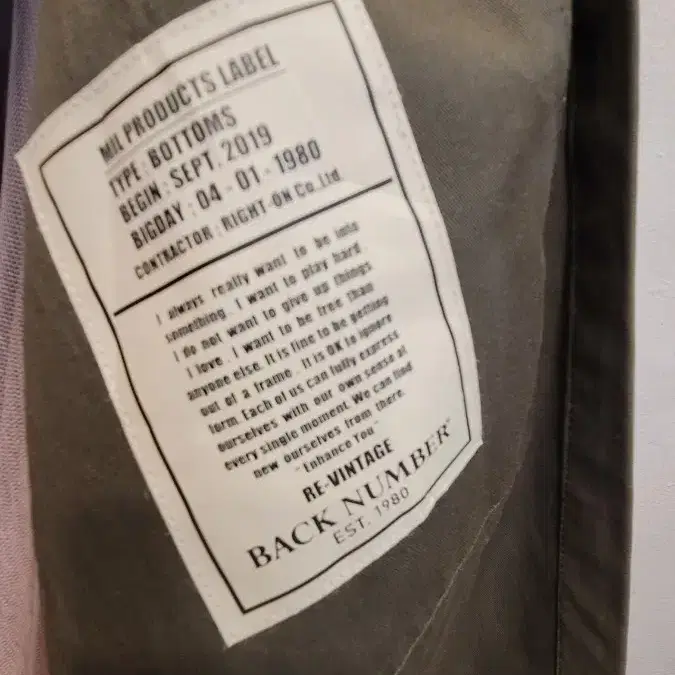 MIL PRODUCTS LABEL
TYPE : BOTTOMS
BEGIN : SEPT. 2019
BIGDAY : 04 - 01 - 1980
CONTRACTOR : RIGHT-ON Co.Ltd.
I always really want to be into
something. I want to play hard.
I do not want to give up things
I love. I want to be free than
anyone else. It is fine to be getting
out of a frame. It is OK to ignore
form. Each of us can fully express
ourselves with our own sense at
every single moment. We can find
new ourselves from there.
"Enhance You"
RE-VINTAGE
BACK NUMBER
EST. 1980